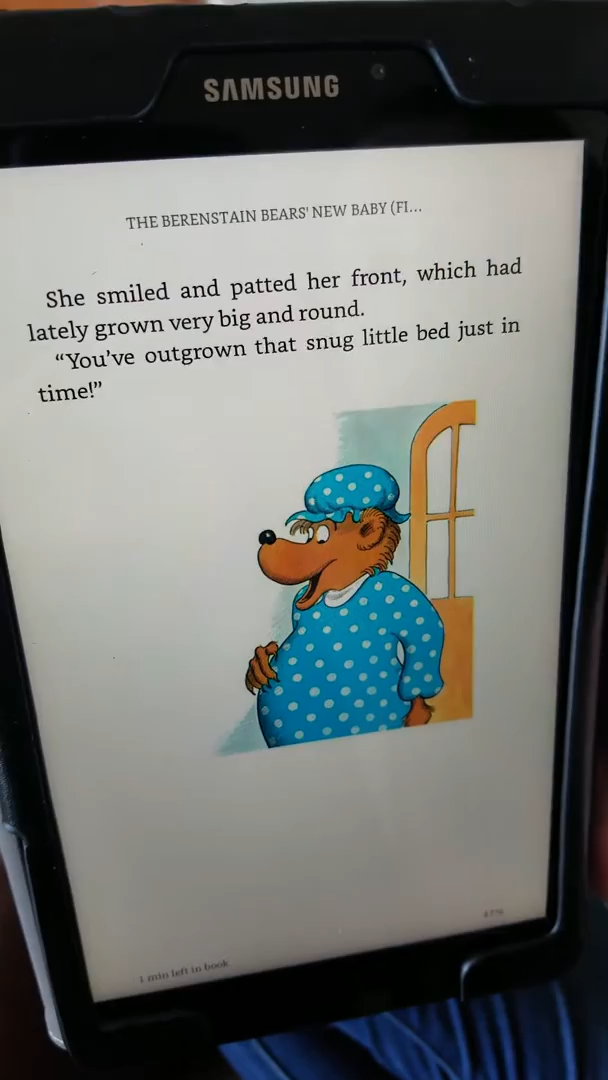 SAMSUNG
THE BERENSTAIN BEARS' NEW BABY (FI...
She smiled and patted her front, which had
lately grown very big and round.
“You’ve outgrown that snug little bed just in
time!”
67%
1 min left in book